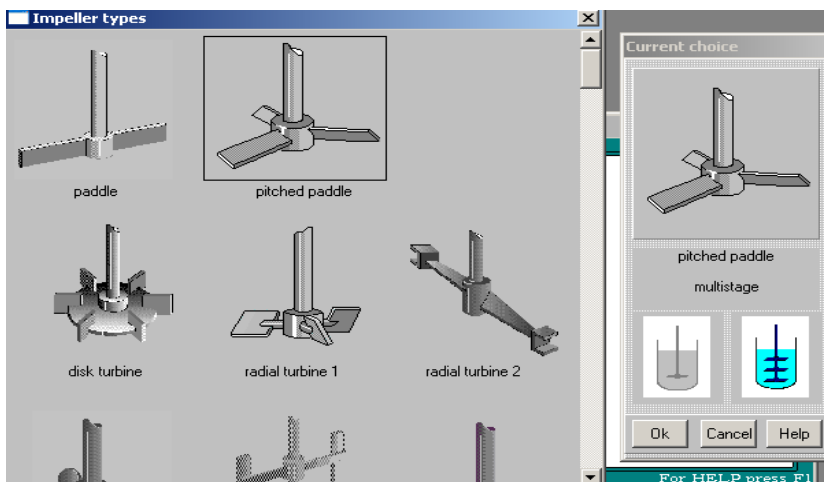 Impeller types
Current choice
paddle
pitched paddle
pitched paddle
multistage
disk turbine
radial turbine 1
radial turbine 2
Ok
Cancel
Help
For HELP press F1